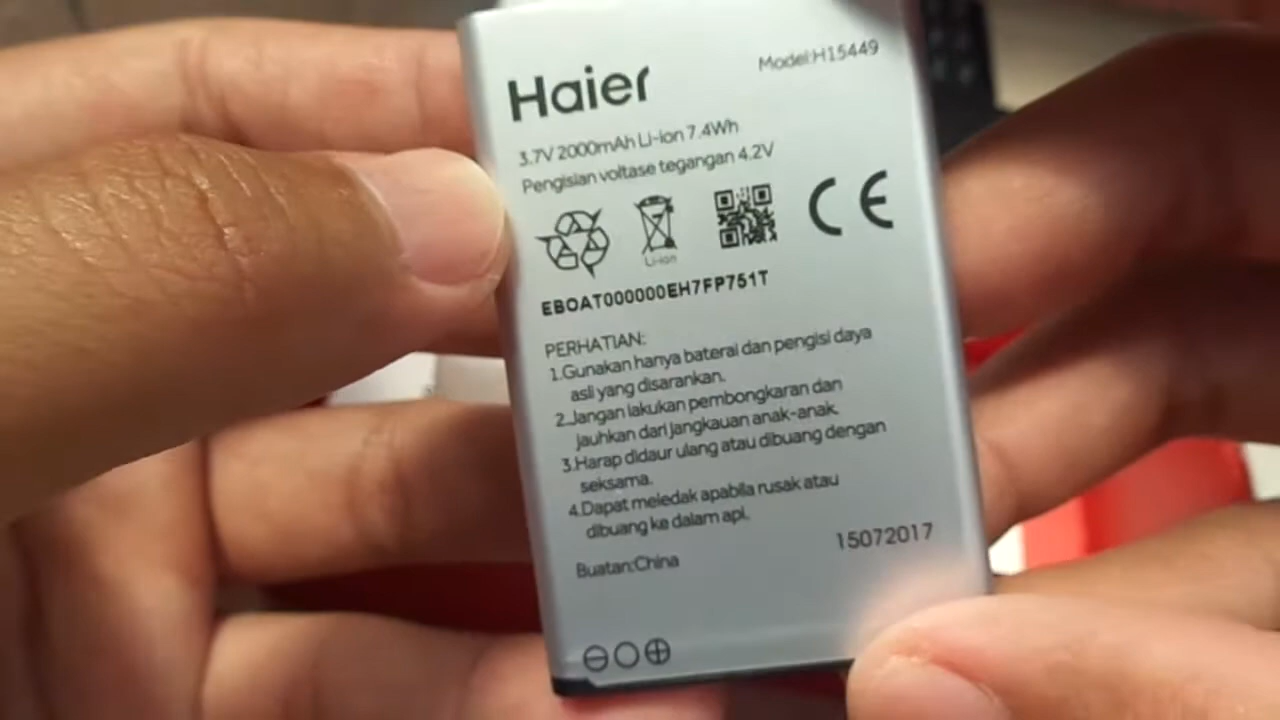 Haier
Model:H15449
3.7V 2000mAh Li-ion 7.4Wh
Pengisian voltase tegangan 4.2V
Li-ion
CE
EBOAT000000EH7FP751T
PERHATIAN:
1.Gunakan hanya baterai dan pengisi daya
asli yang disarankan.
2.Jangan lakukan pembongkaran dan
jauhkan dari jangkauan anak-anak.
3.Harap didaur ulang atau dibuang dengan
seksama.
4.Dapat meledak apabila rusak atau
dibuang ke dalam api.
15072017
Buatan:China